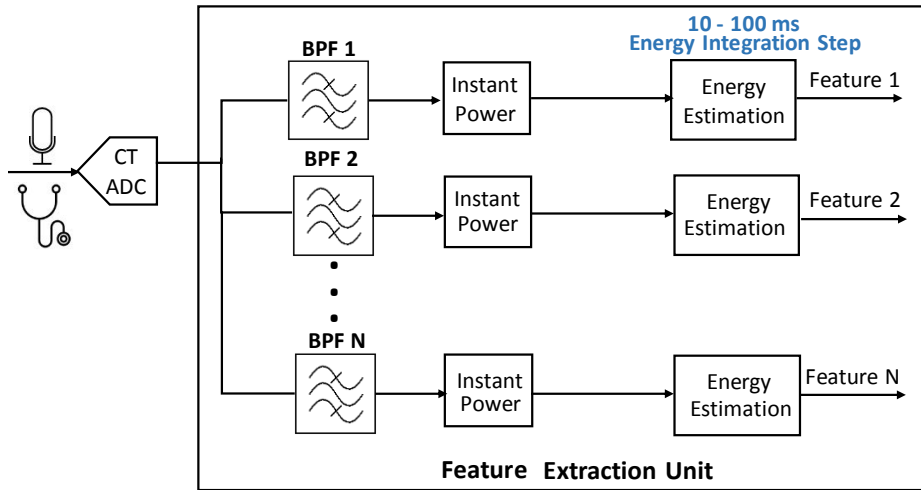 10 - 100 ms
Energy Integration Step
BPF 1
Instant
Power
Energy
Estimation
Feature 1
CT
ADC
BPF 2
Instant
Power
Energy
Estimation
Feature 2
BPF N
Instant
Power
Energy
Estimation
Feature N
Feature Extraction Unit